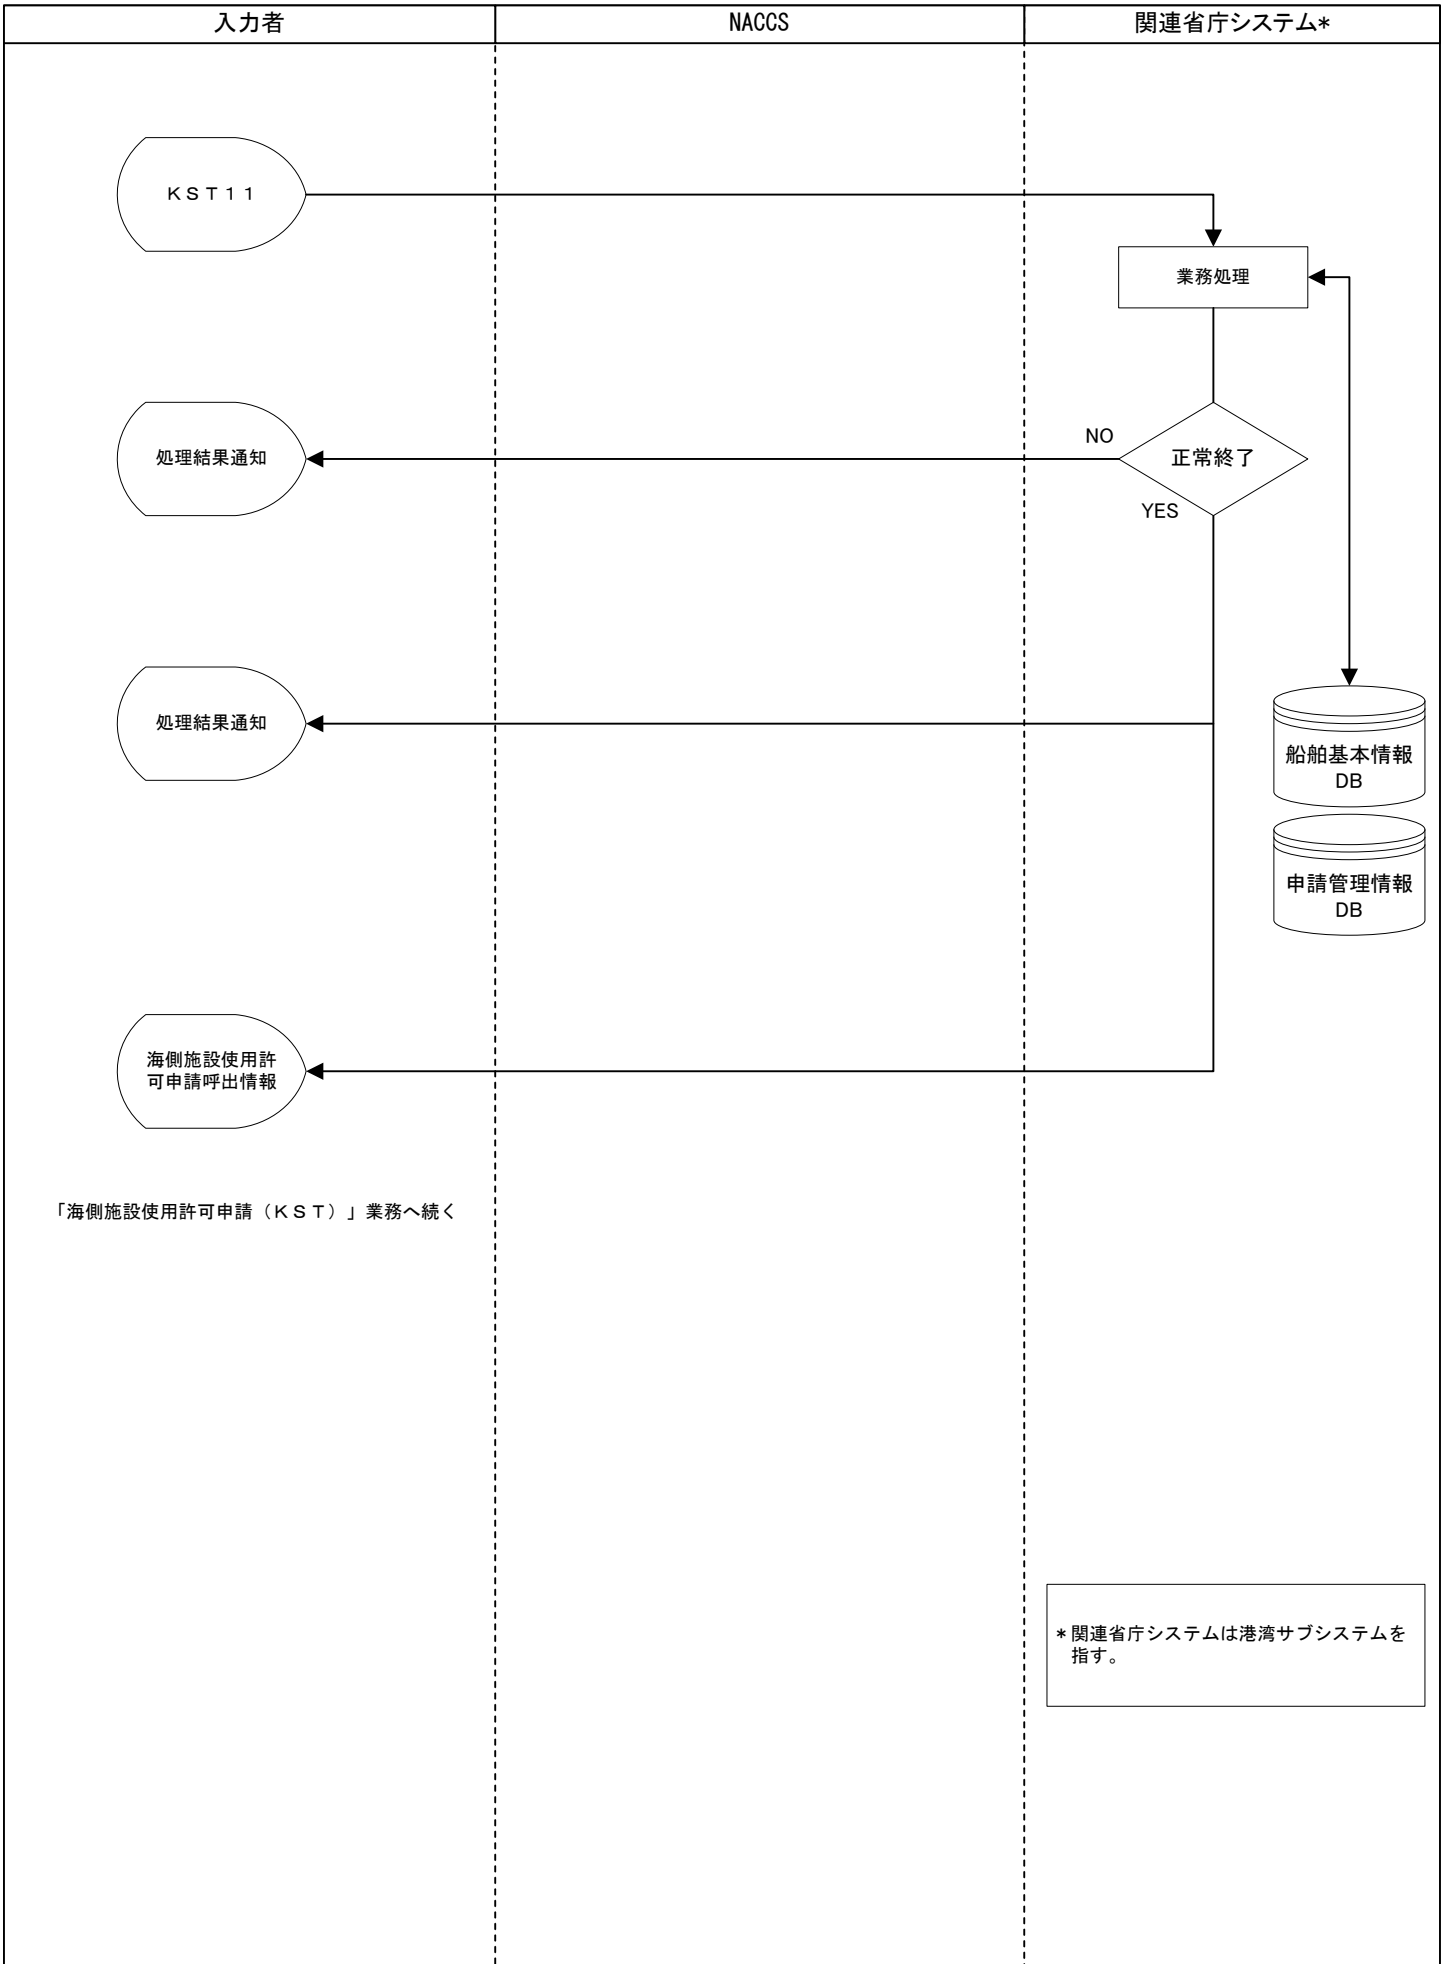 入力者
NACCS
関連省庁システム*
ＫＳＴ１１
業務処理
処理結果通知
NO
正常終了
YES
処理結果通知
船舶基本情報
DB
申請管理情報
DB
海側施設使用許
可申請呼出情報
「海側施設使用許可申請（ＫＳＴ）」業務へ続く
*関連省庁システムは港湾サブシステムを
指す。